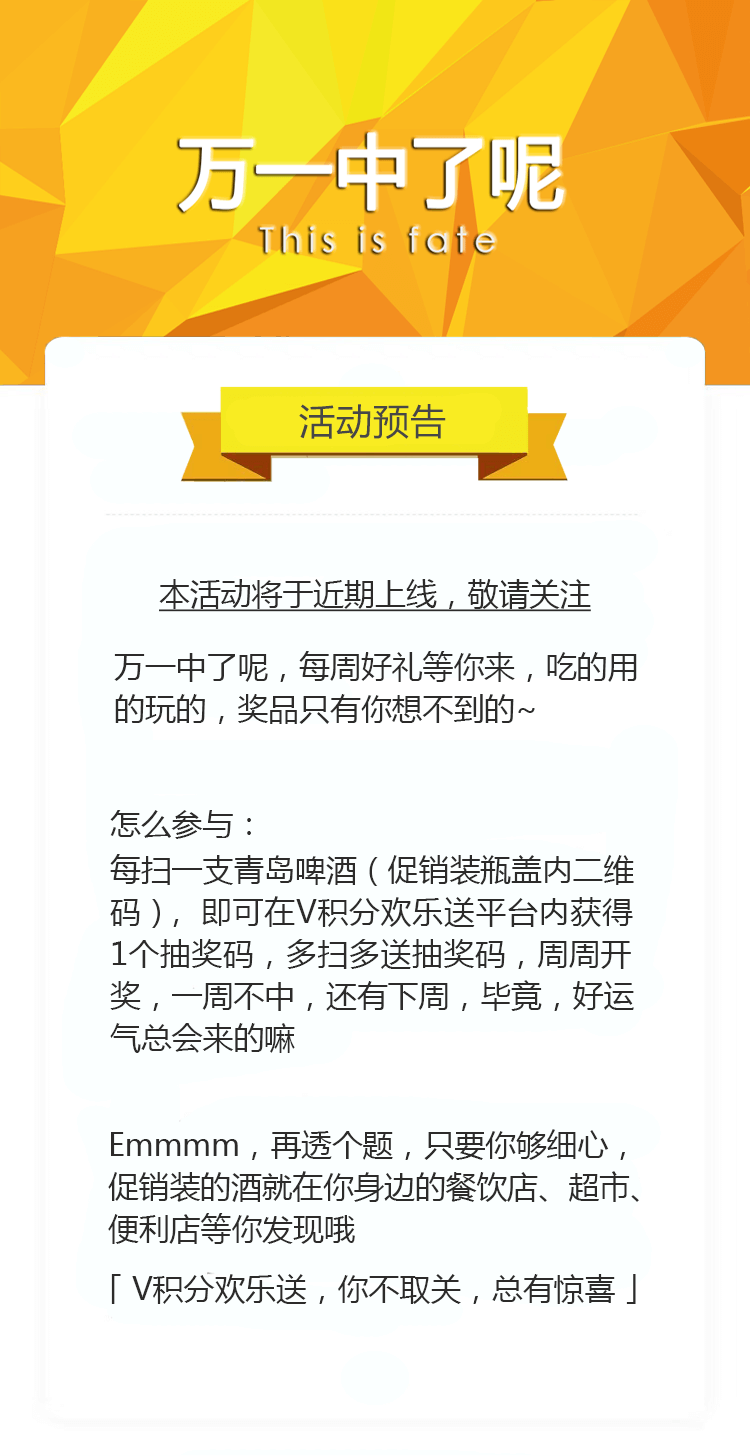 万一中了呢
This is fate
活动预告
本活动将于近期上线，敬请关注
万一中了呢，每周好礼等你来，吃的用
的玩的，奖品只有你想不到的~
怎么参与：
每扫一支青岛啤酒（促销装瓶盖内二维
码），即可在V积分欢乐送平台内获得
1个抽奖码，多扫多送抽奖码，周周开
奖，一周不中，还有下周，毕竟，好运
气总会来的嘛
Emmmm，再透个题，只要你够细心，
促销装的酒就在你身边的餐饮店、超市、
便利店等你发现哦
「 V积分欢乐送，你不取关，总有惊喜 」